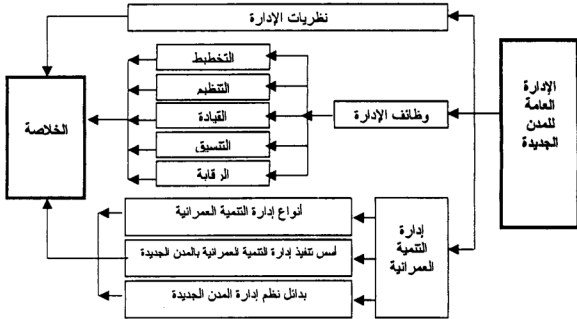 نظريات الإدارة
الإدارة
العامة
للمدن
الجديدة
وظائف الإدارة
التخطيط
التنظيم
القيادة
التنسيق
الرقابة
الخلاصة
إدارة
التنمية
العمرانية
أنواع إدارة التنمية العمرانية
أسس تنفيذ إدارة التنمية العمرانية بالمدن الجديدة
بدائل نظم إدارة المدن الجديدة